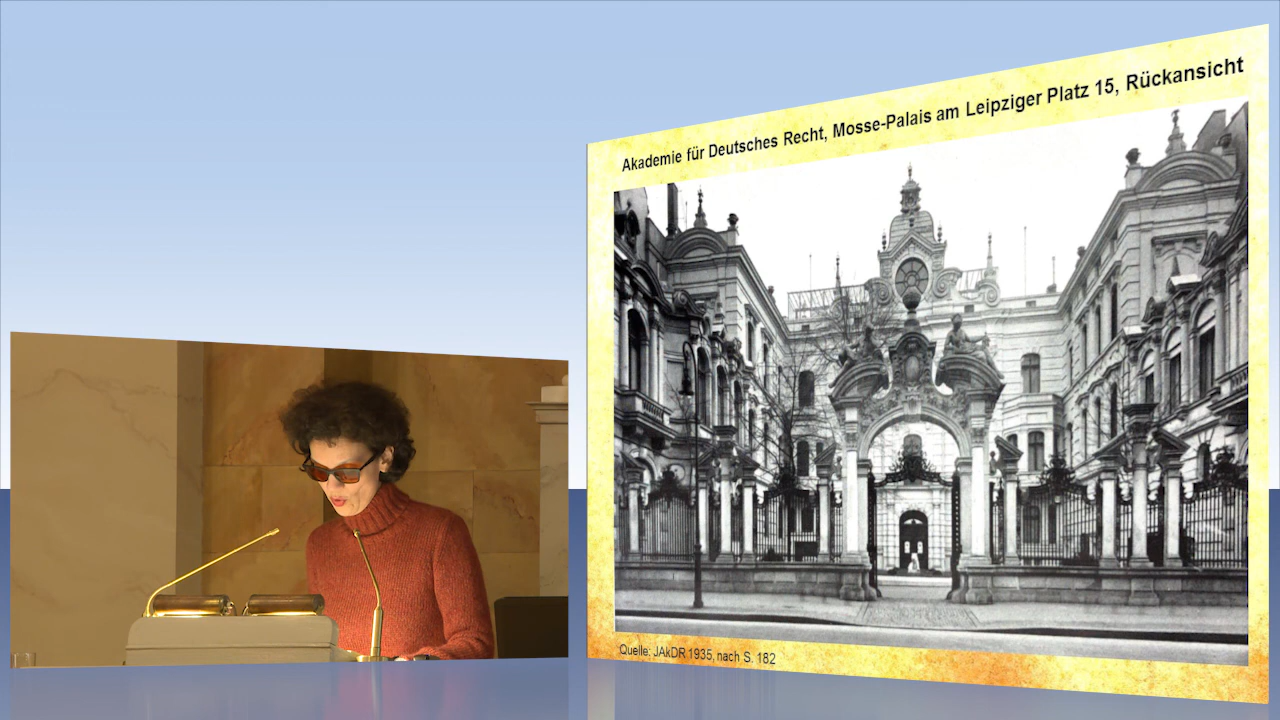 Akademie für Deutsches Recht, Mosse-Palais am Leipziger Platz 15, Rückansicht
Quelle: JAkDR 1935, nach S. 182